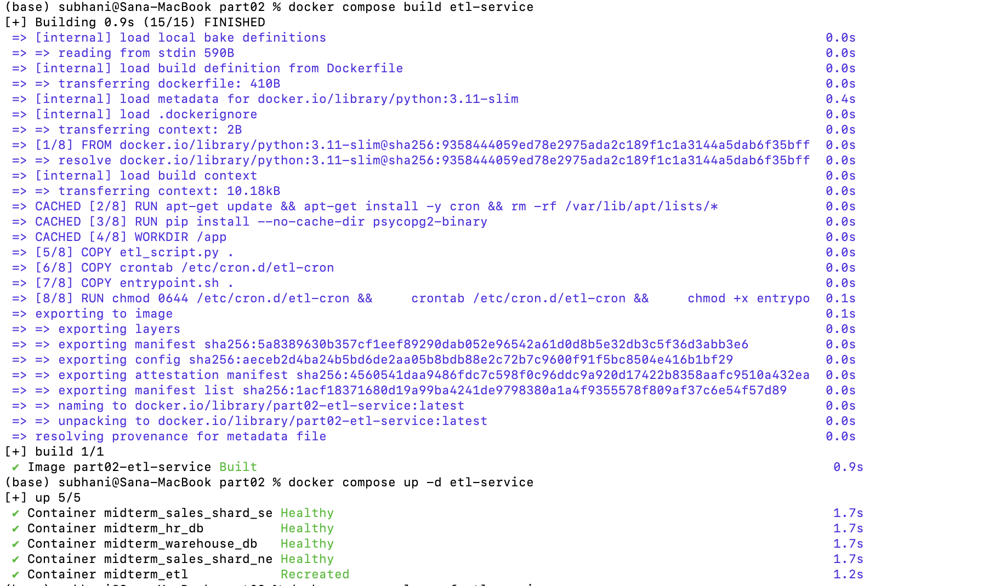 (base) subhani@Sana-MacBook part02 % docker compose build etl-service
[+] Building 0.9s (15/15) FINISHED
=> [internal] load local bake definitions 0.0s
=> => reading from stdin 590B 0.0s
=> [internal] load build definition from Dockerfile 0.0s
=> => transferring dockerfile: 410B 0.0s
=> [internal] load metadata for docker.io/library/python:3.11-slim 0.4s
=> [internal] load .dockerignore 0.0s
=> => transferring context: 2B 0.0s
=> [1/8] FROM docker.io/library/python:3.11-slim@sha256:9358444059ed78e2975ada2c189f1c1a3144a5dab6f35bff 0.0s
=> => resolve docker.io/library/python:3.11-slim@sha256:9358444059ed78e2975ada2c189f1c1a3144a5dab6f35bff 0.0s
=> [internal] load build context 0.0s
=> => transferring context: 10.18kB 0.0s
=> CACHED [2/8] RUN apt-get update && apt-get install -y cron && rm -rf /var/lib/apt/lists/* 0.0s
=> CACHED [3/8] RUN pip install --no-cache-dir psycopg2-binary 0.0s
=> CACHED [4/8] WORKDIR /app 0.0s
=> [5/8] COPY etl_script.py . 0.0s
=> [6/8] COPY crontab /etc/cron.d/etl-cron 0.0s
=> [7/8] COPY entrypoint.sh . 0.0s
=> [8/8] RUN chmod 0644 /etc/cron.d/etl-cron &&     crontab /etc/cron.d/etl-cron &&     chmod +x entrypo 0.1s
=> exporting to image 0.1s
=> => exporting layers 0.0s
=> => exporting manifest sha256:5a8389630b357cf1eef89290dab052e96542a61d0d8b5e32db3c5f36d3abb3e6 0.0s
=> => exporting config sha256:aeceb2d4ba24b5bd6de2aa05b8bdb88e2c72b7c9600f91f5bc8504e416b1bf29 0.0s
=> => exporting attestation manifest sha256:4560541daa9486fdc7c598f0c96ddc9a920d17422b8358aafc9510a432ea 0.0s
=> => exporting manifest list sha256:1acf18371680d19a99ba4241de9798380a1a4f9355578f809af37c6e54f57d89 0.0s
=> => naming to docker.io/library/part02-etl-service:latest 0.0s
=> => unpacking to docker.io/library/part02-etl-service:latest 0.0s
=> resolving provenance for metadata file 0.0s
[+] build 1/1
✔ Image part02-etl-service Built 0.9s
(base) subhani@Sana-MacBook part02 % docker compose up -d etl-service
[+] up 5/5
✔ Container midterm_sales_shard_se Healthy 1.7s
✔ Container midterm_hr_db Healthy 1.7s
✔ Container midterm_warehouse_db Healthy 1.7s
✔ Container midterm_sales_shard_ne Healthy 1.7s
✔ Container midterm_etl Recreated 1.2s